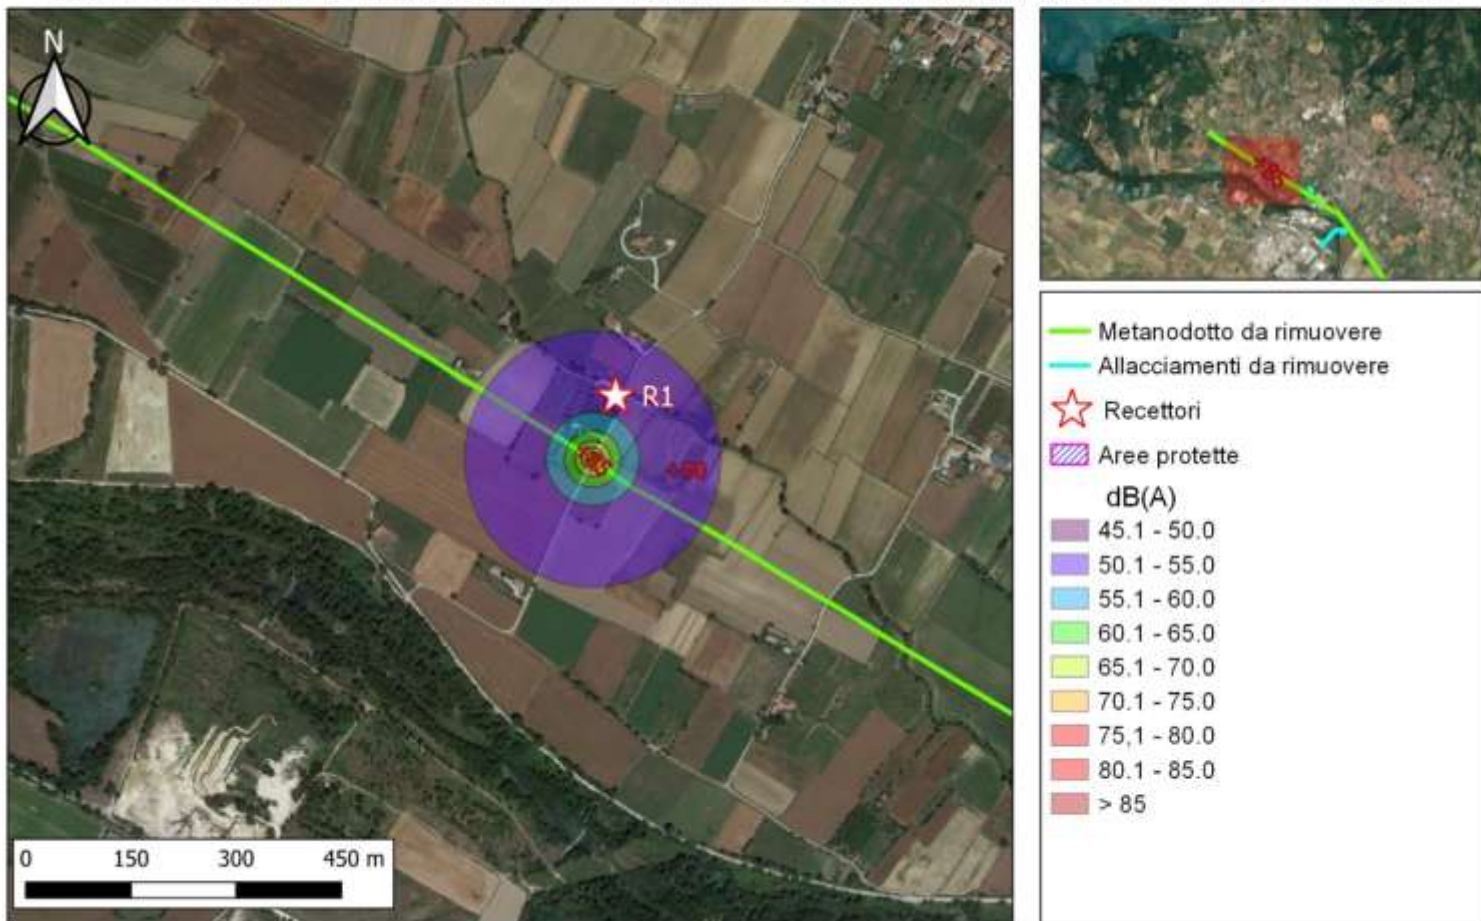 N
R1
0 150 300 450 m
Metanodotto da rimuovere
Allacciamenti da rimuovere
Recettori
Aree protette
dB(A)
45.1 - 50.0
50.1 - 55.0
55.1 - 60.0
60.1 - 65.0
65.1 - 70.0
70.1 - 75.0
75,1 - 80.0
80.1 - 85.0
> 85